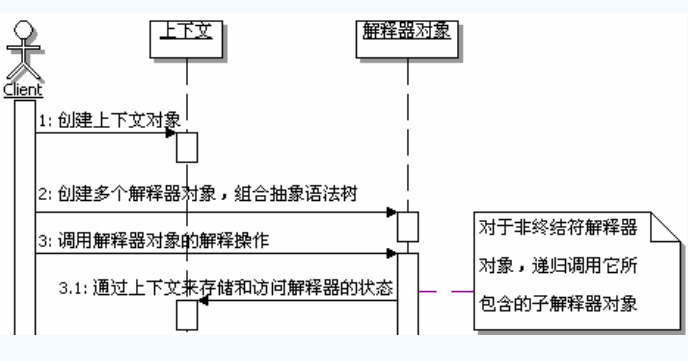 上下文
解释器对象
Client
1: 创建上下文对象
2: 创建多个解释器对象，组合抽象语法树
3: 调用解释器对象的解释操作
对于非终结符解释器
对象，递归调用它所
包含的子解释器对象
3.1: 通过上下文来存储和访问解释器的状态